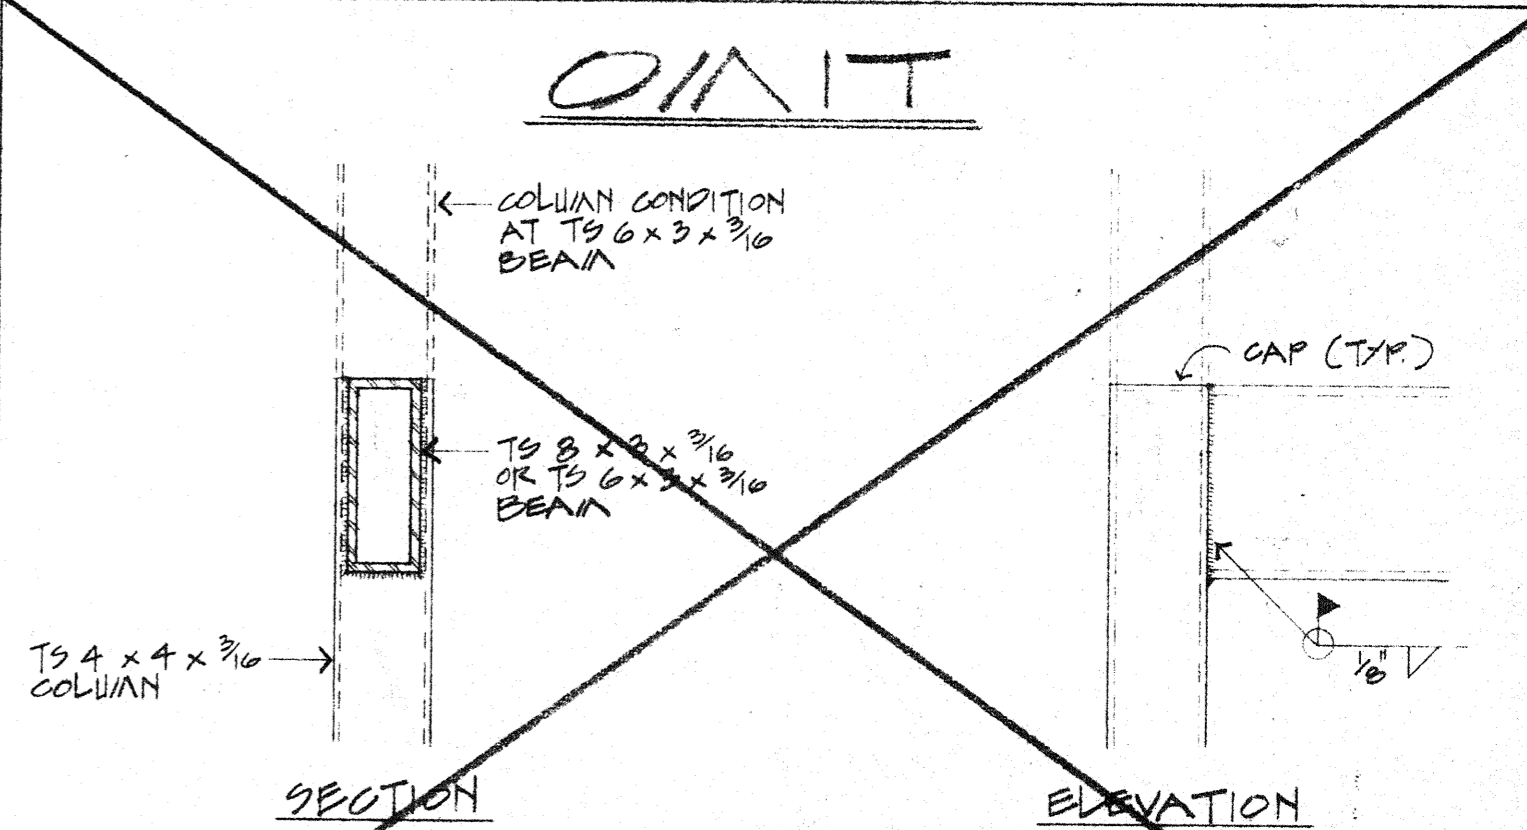 OMIT
COLUMN CONDITION
AT TS 6 x 3 x 3/16
BEAM
CAP (TYP.)
TS 8 x 3 x 3/16
OR TS 6 x 3 x 3/16
BEAM
TS 4 x 4 x 3/16
COLUMN
1/8"
SECTION
ELEVATION